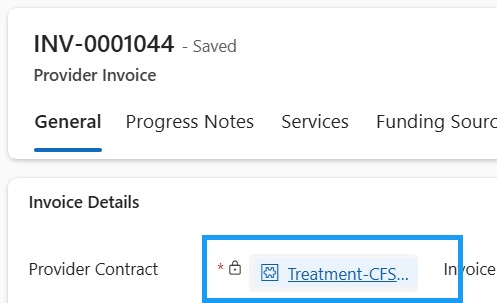 INV-0001044 - Saved
Provider Invoice
General Progress Notes Services Funding Sourc
Invoice Details
Provider Contract * Treatment-CFS... Invoice